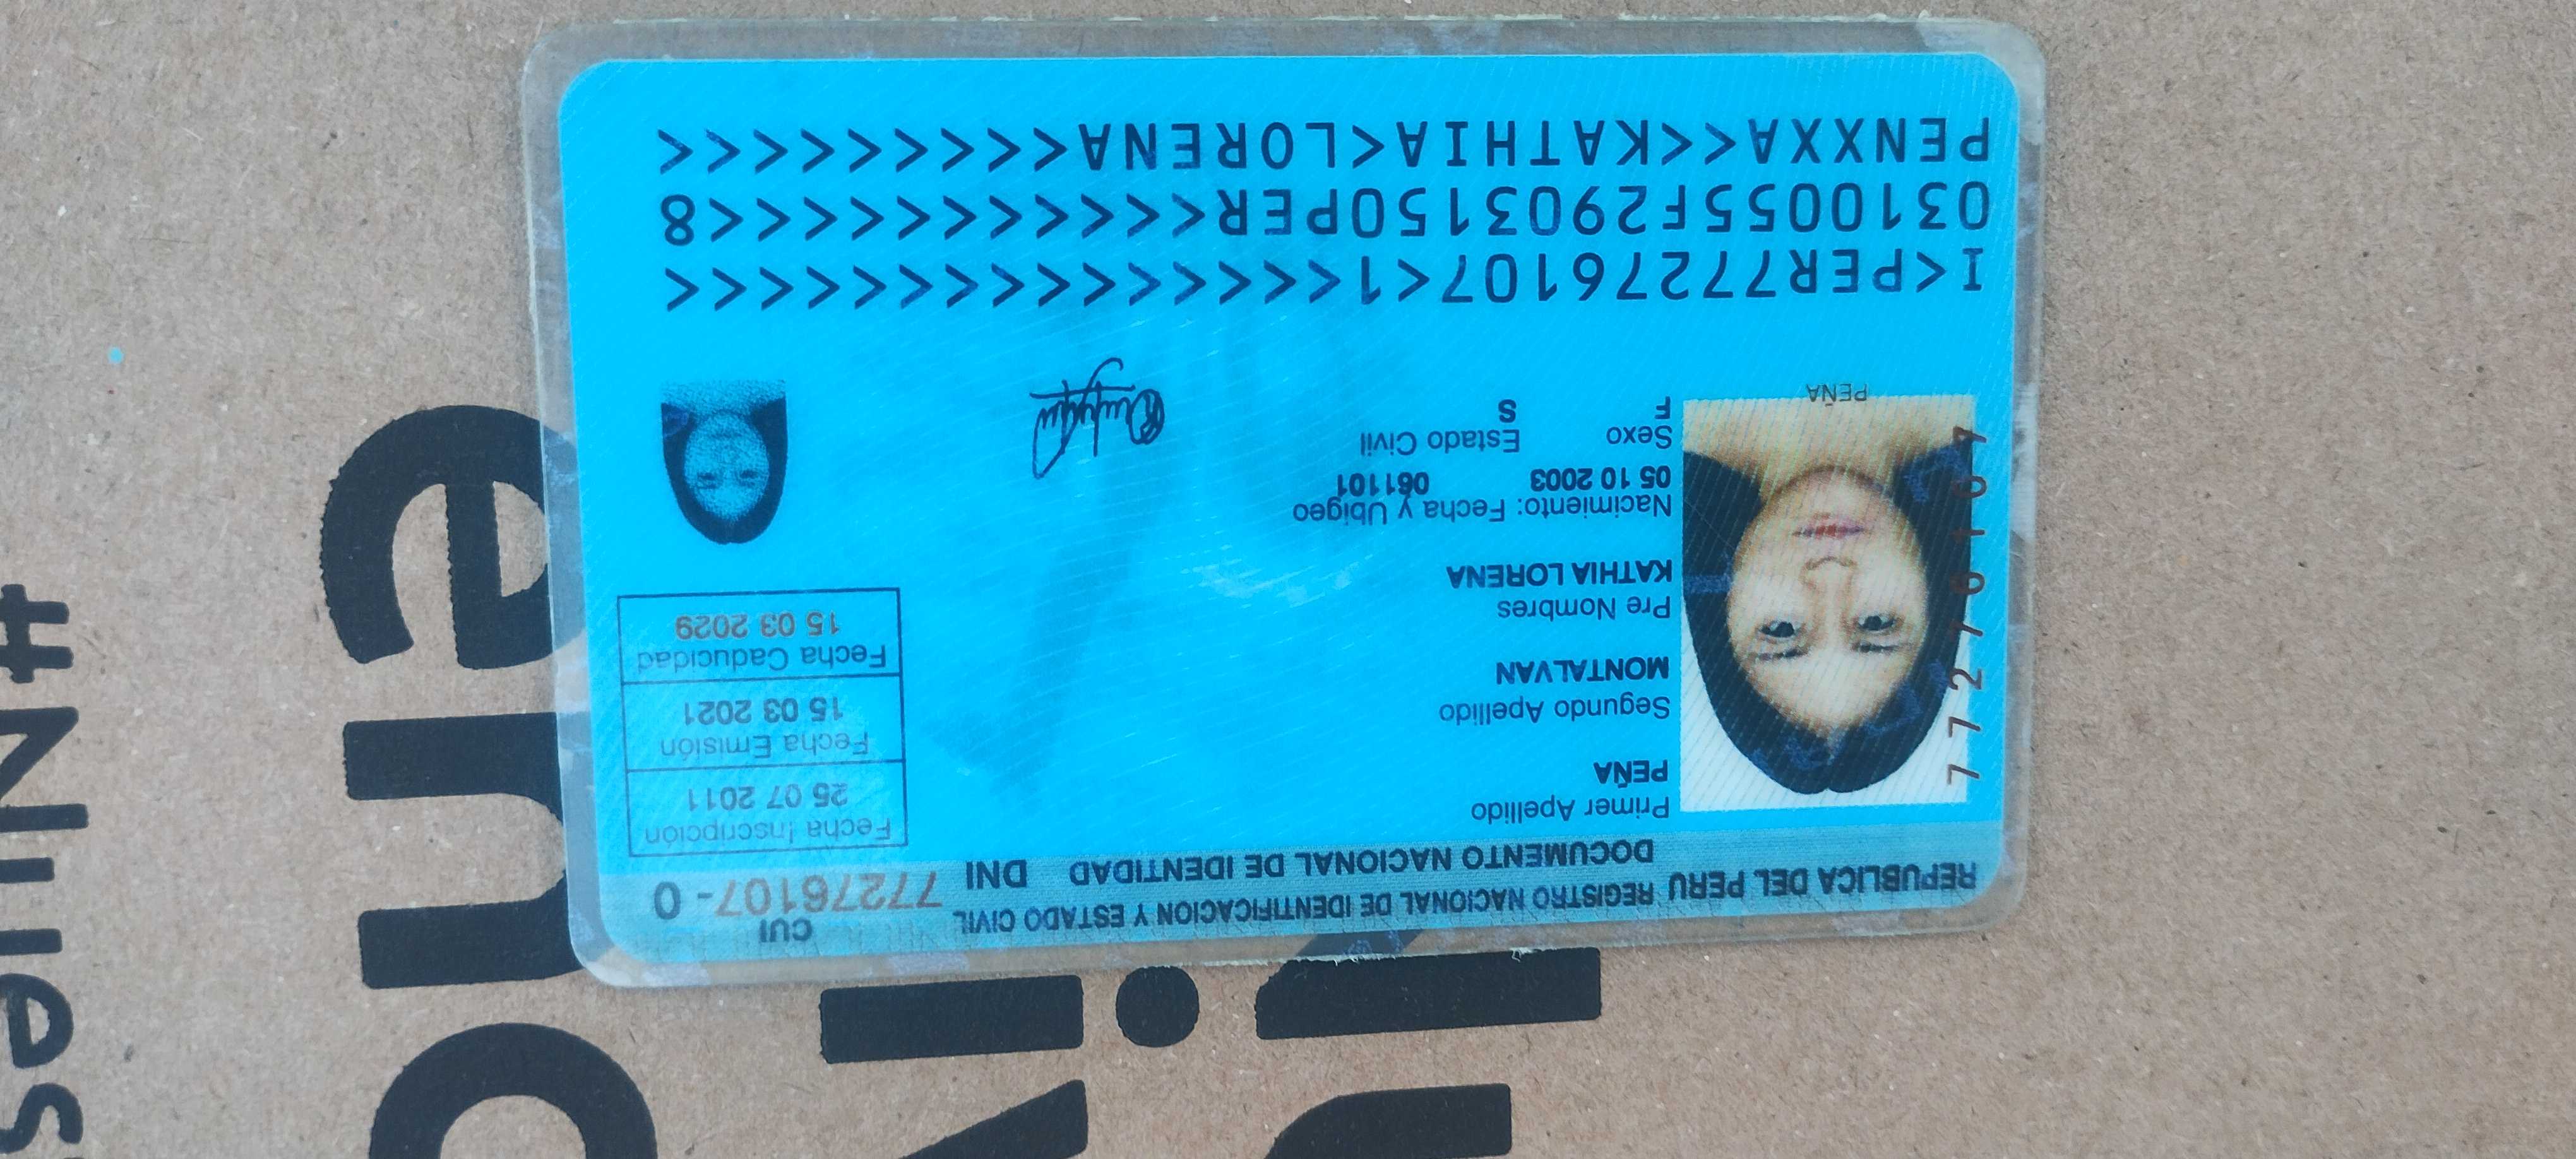 REPUBLICA DEL PERU REGISTRO NACIONAL DE IDENTIFICACION Y ESTADO CIVIL
DOCUMENTO NACIONAL DE IDENTIDAD DNI
CUI
77276107-0
Primer Apellido
PEÑA
Segundo Apellido
MONTALVAN
Pre Nombres
KATHIA LORENA
Nacimiento: Fecha y Ubigeo
05 10 2003 061101
Sexo Estado Civil
F S
Fecha Inscripción
25 07 2011
Fecha Emisión
15 03 2021
Fecha Caducidad
15 03 2029
77276107
PEÑA
I<PER77276107<1<<<<<<<<<<<<<<<
0310055F2903150PER<<<<<<<<<<<8
PENXXA<<KATHIA<LORENA<<<<<<<<<